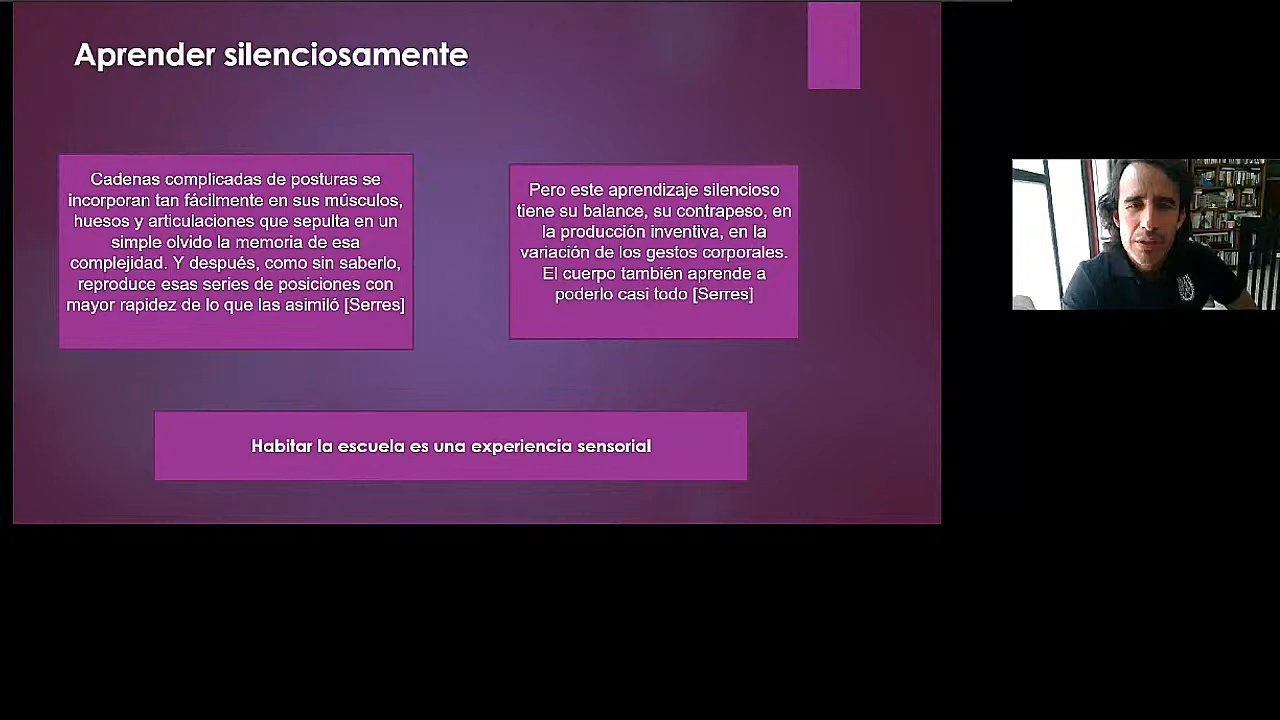 Aprender silenciosamente
Cadenas complicadas de posturas se
incorporan tan fácilmente en sus músculos,
huesos y articulaciones que sepulta en un
simple olvido la memoria de esa
complejidad. Y después, como sin saberlo,
reproduce esas series de posiciones con
mayor rapidez de lo que las asimiló [Serres]
Pero este aprendizaje silencioso
tiene su balance, su contrapeso, en
la producción inventiva, en la
variación de los gestos corporales.
El cuerpo también aprende a
poderlo casi todo [Serres]
Habitar la escuela es una experiencia sensorial